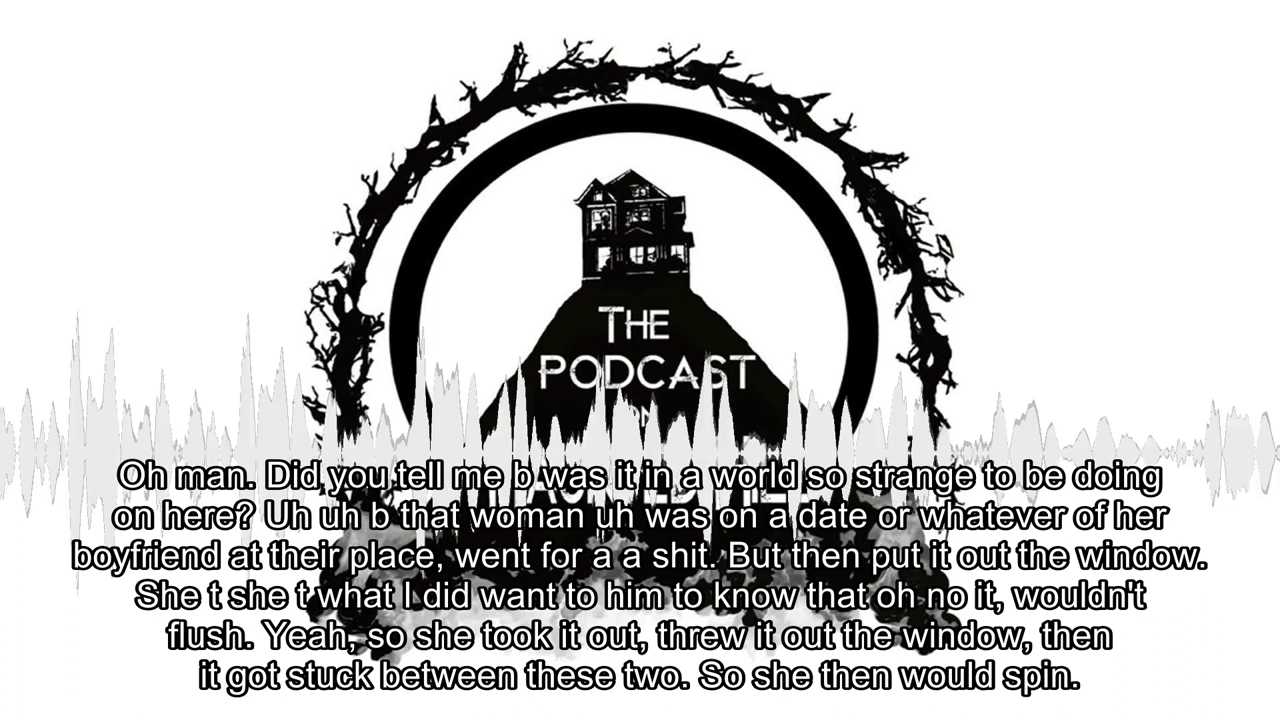 THE
PODCAST
Oh man. Did you tell me b was it in a world so strange to be doing
on here? Uh uh b that woman uh was on a date or whatever of her
boyfriend at their place, went for a a shit. But then put it out the window.
She t she t what I did want to him to know that oh no it, wouldn't
flush. Yeah, so she took it out, threw it out the window, then
it got stuck between these two. So she then would spin.